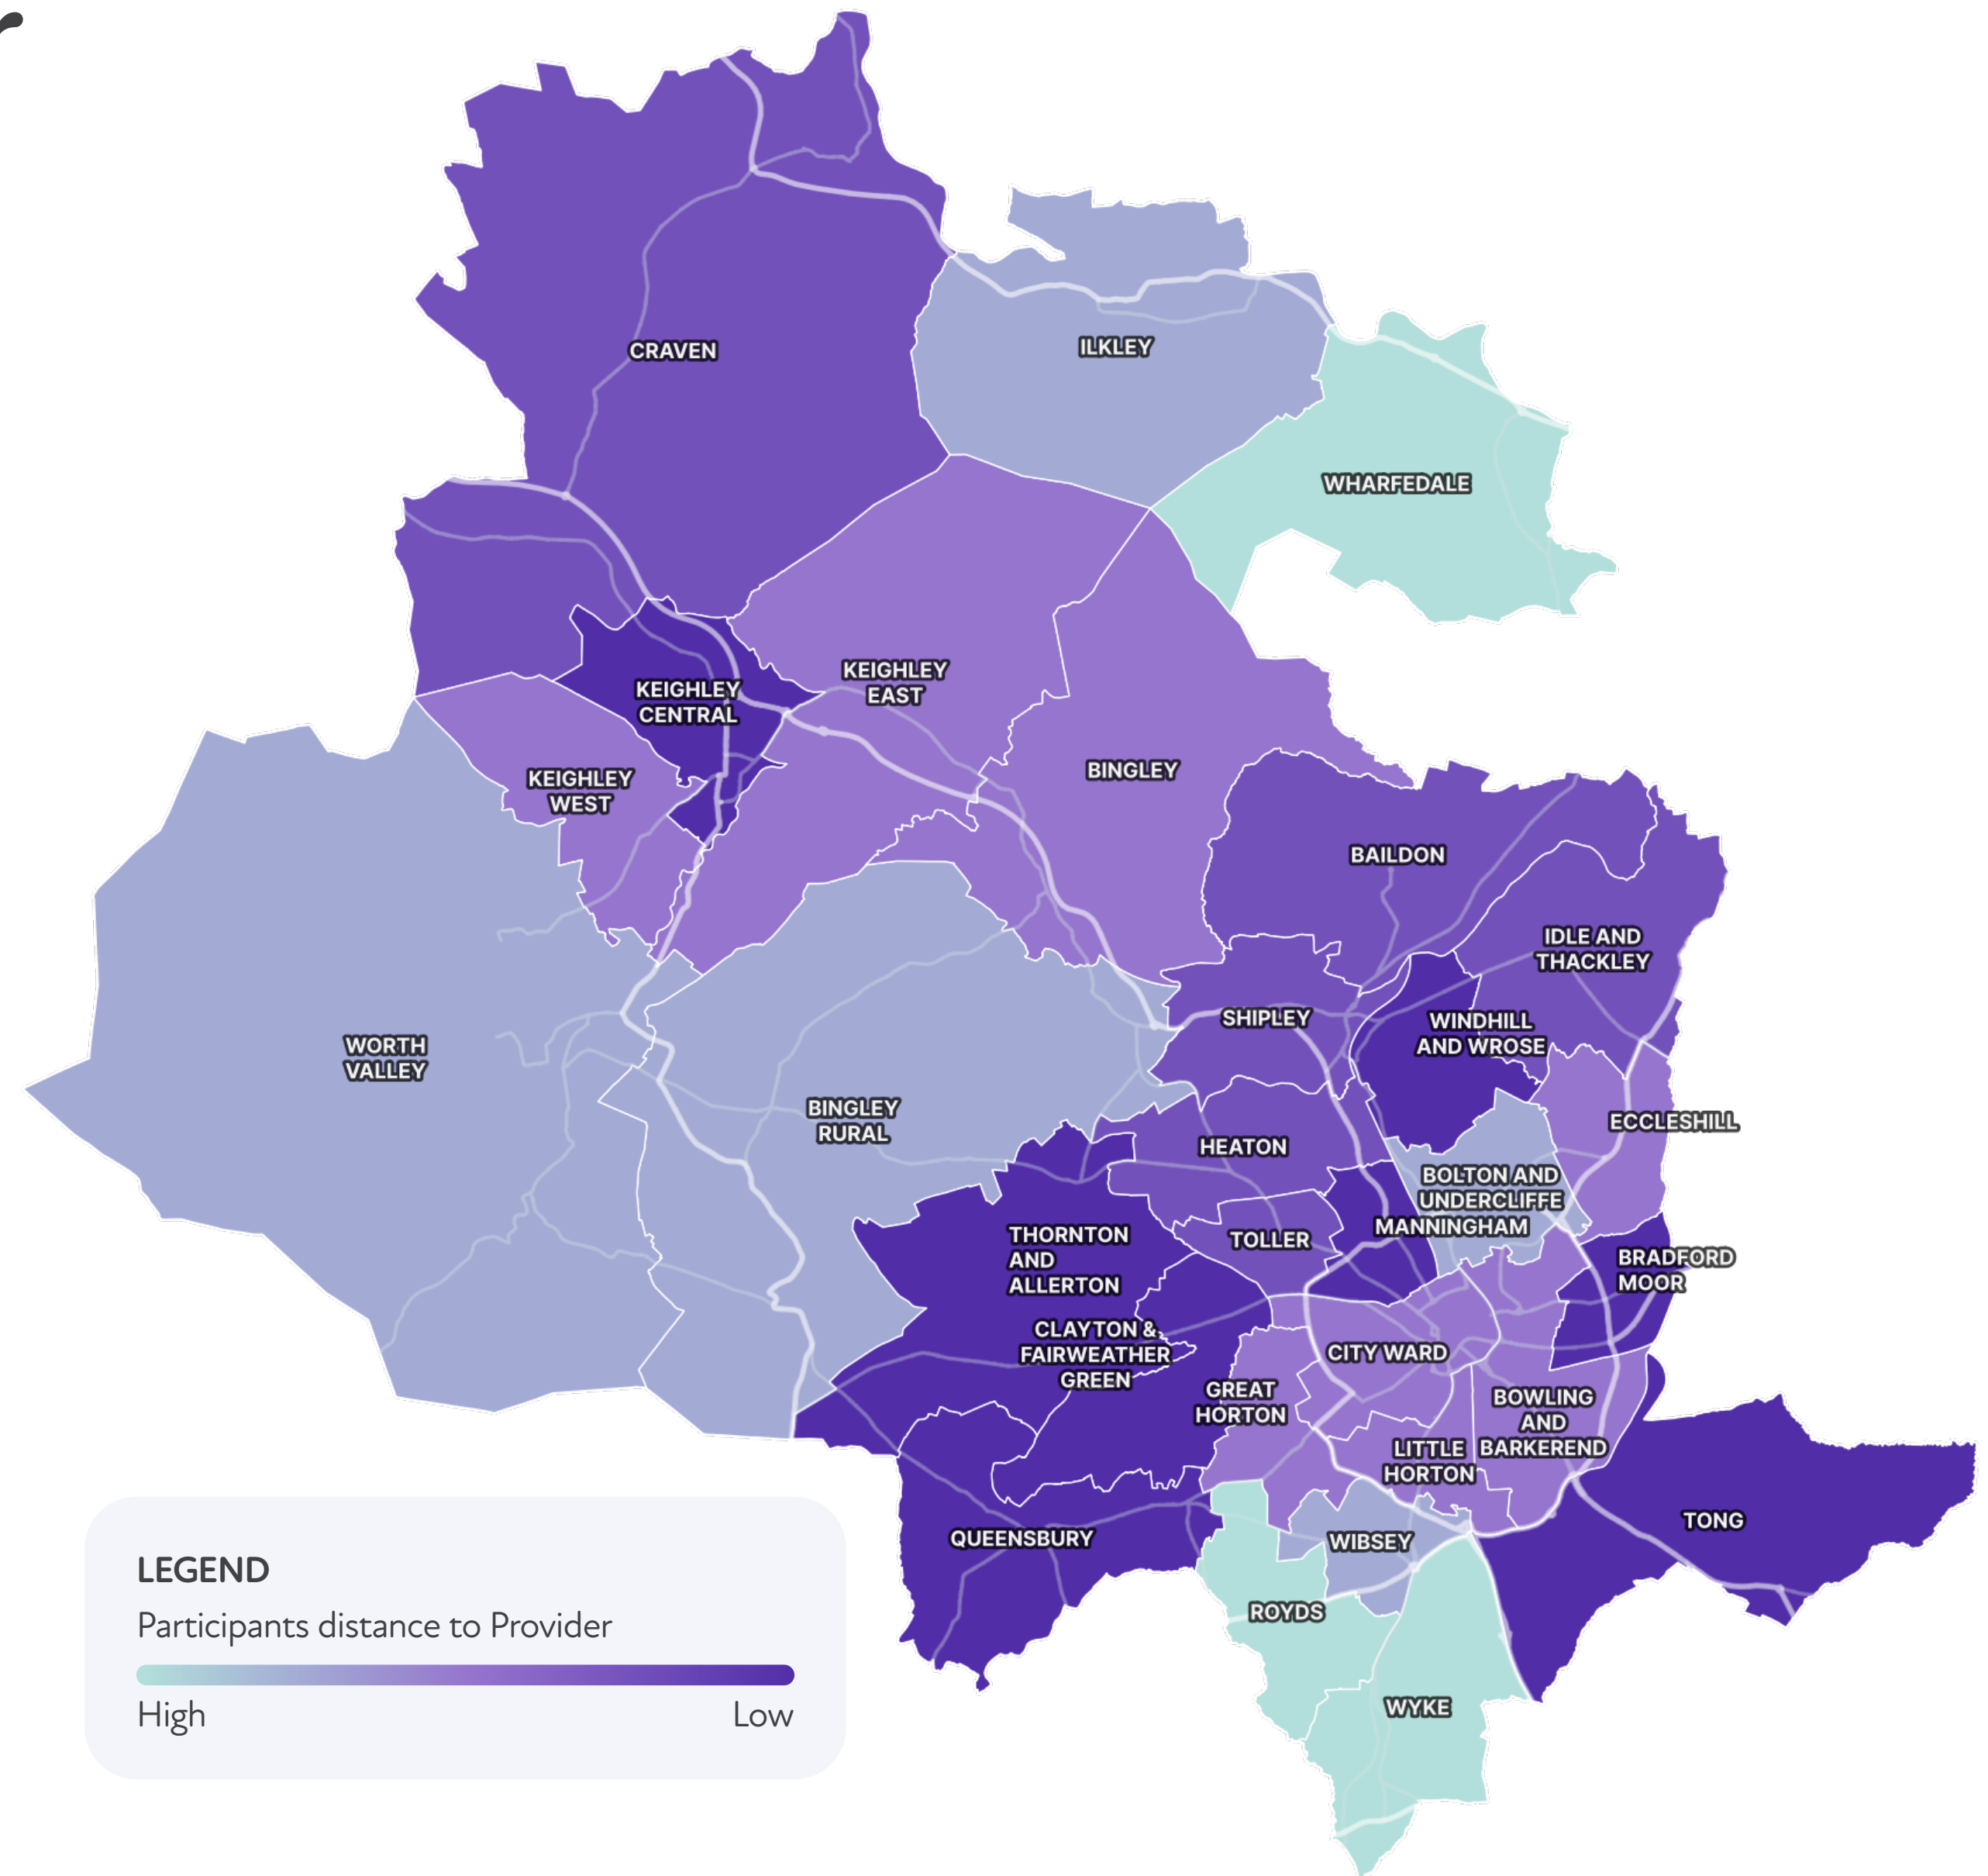 CRAVEN
ILKLEY
WHARFEDALE
KEIGHLEY
EAST
KEIGHLEY
CENTRAL
BINGLEY
KEIGHLEY
WEST
BAILDON
IDLE AND
THACKLEY
SHIPLEY
WINDHILL
AND WROSE
WORTH
VALLEY
BINGLEY
RURAL
ECCLESHILL
HEATON
BOLTON AND
UNDERCLIFFE
MANNINGHAM
THORNTON
AND
ALLERTON
TOLLER
BRADFORD
MOOR
CLAYTON &
FAIRWEATHER
GREEN
CITY WARD
GREAT
HORTON
BOWLING
AND
BARKEREND
LITTLE
HORTON
TONG
QUEENSBURY
WIBSEY
ROYDS
WYKE
LEGEND
Participants distance to Provider
High
Low